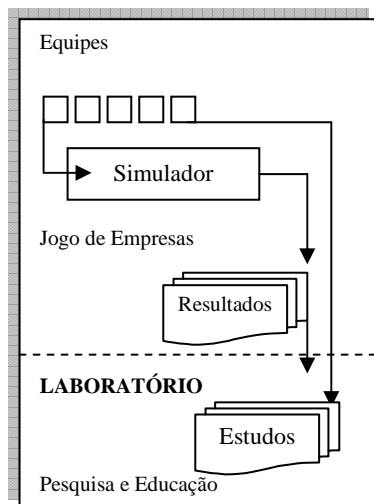 Equipes
Simulador
Jogo de Empresas
Resultados
LABORATÓRIO
Estudos
Pesquisa e Educação